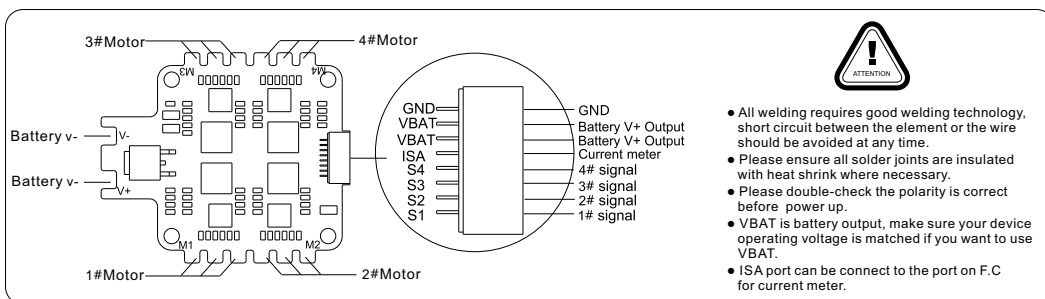 3#Motor
4#Motor
M3
M4
Battery v-
V-
Battery v-
V+
M1
M2
1#Motor
2#Motor
GND
VBAT
VBAT
ISA
S4
S3
S2
S1
GND
Battery V+ Output
Battery V+ Output
Current meter
4# signal
3# signal
2# signal
1# signal
!
ATTENTION
● All welding requires good welding technology,
short circuit between the element or the wire
should be avoided at any time.
● Please ensure all solder joints are insulated
with heat shrink where necessary.
● Please double-check the polarity is correct
before power up.
● VBAT is battery output, make sure your device
operating voltage is matched if you want to use
VBAT.
● ISA port can be connect to the port on F.C
for current meter.